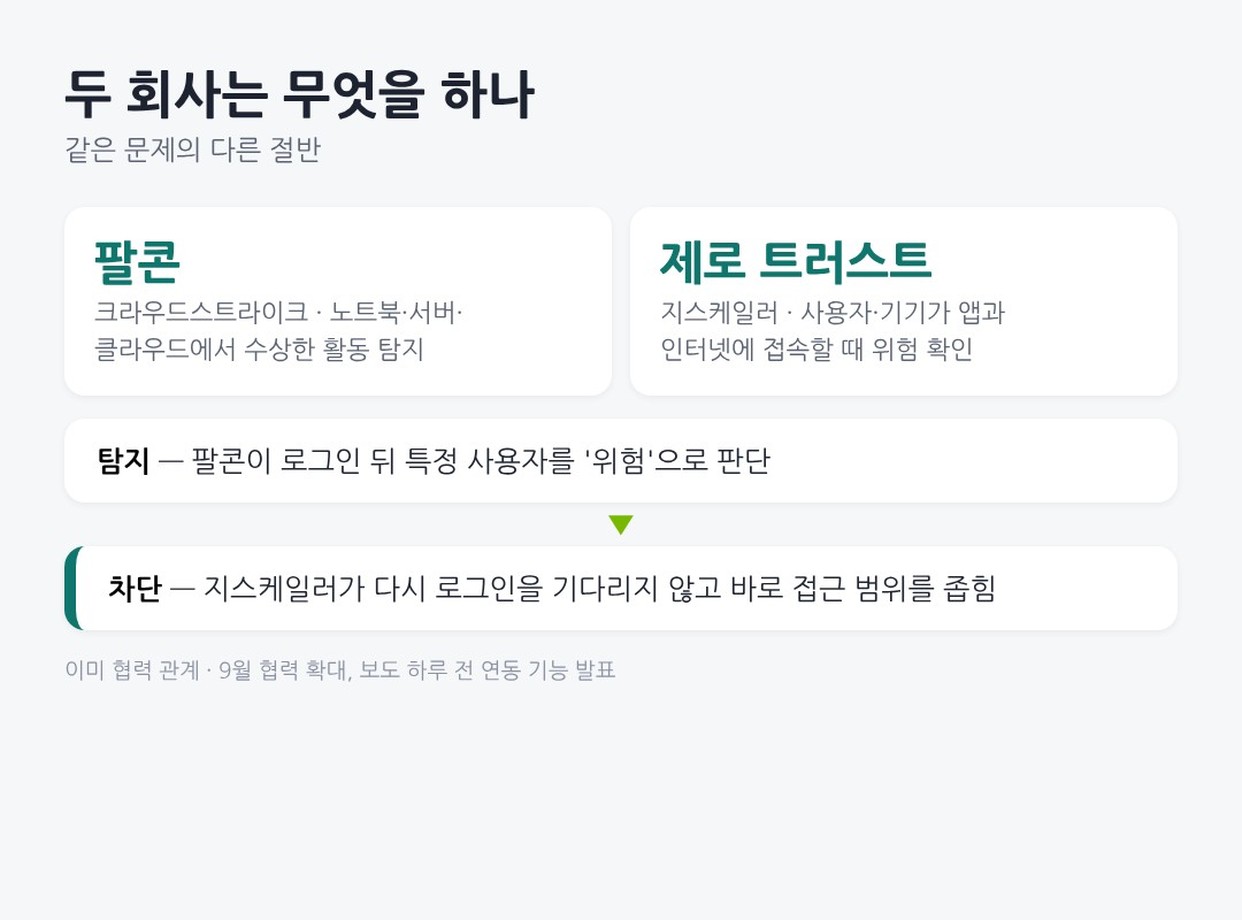 두 회사는 무엇을 하나
같은 문제의 다른 절반
팔콘
크라우드스트라이크 · 노트북·서버·
클라우드에서 수상한 활동 탐지
제로 트러스트
지스케일러 · 사용자·기기가 앱과
인터넷에 접속할 때 위험 확인
탐지 — 팔콘이 로그인 뒤 특정 사용자를 '위험'으로 판단
차단 — 지스케일러가 다시 로그인을 기다리지 않고 바로 접근 범위를 좁힘
이미 협력 관계 · 9월 협력 확대, 보도 하루 전 연동 기능 발표